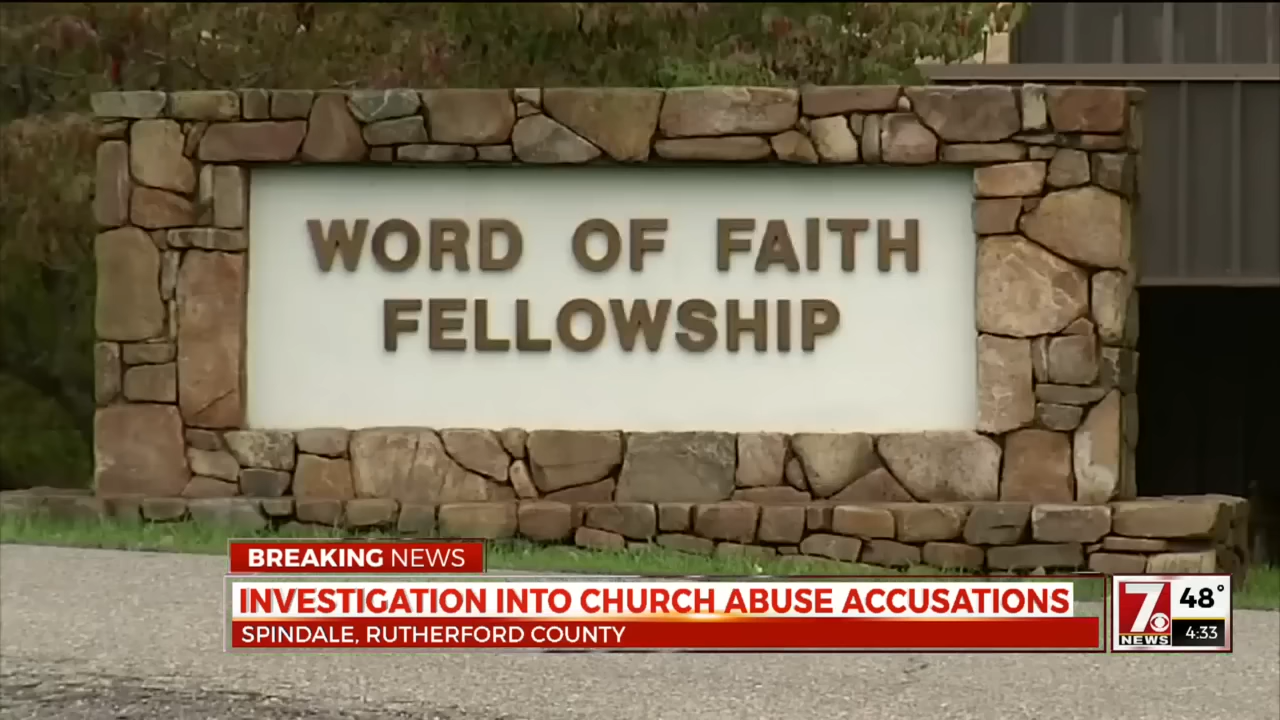 WORD OF FAITH
FELLOWSHIP
BREAKING NEWS
INVESTIGATION INTO CHURCH ABUSE ACCUSATIONS
SPINDALE, RUTHERFORD COUNTY
7 NEWS
48°
4:33